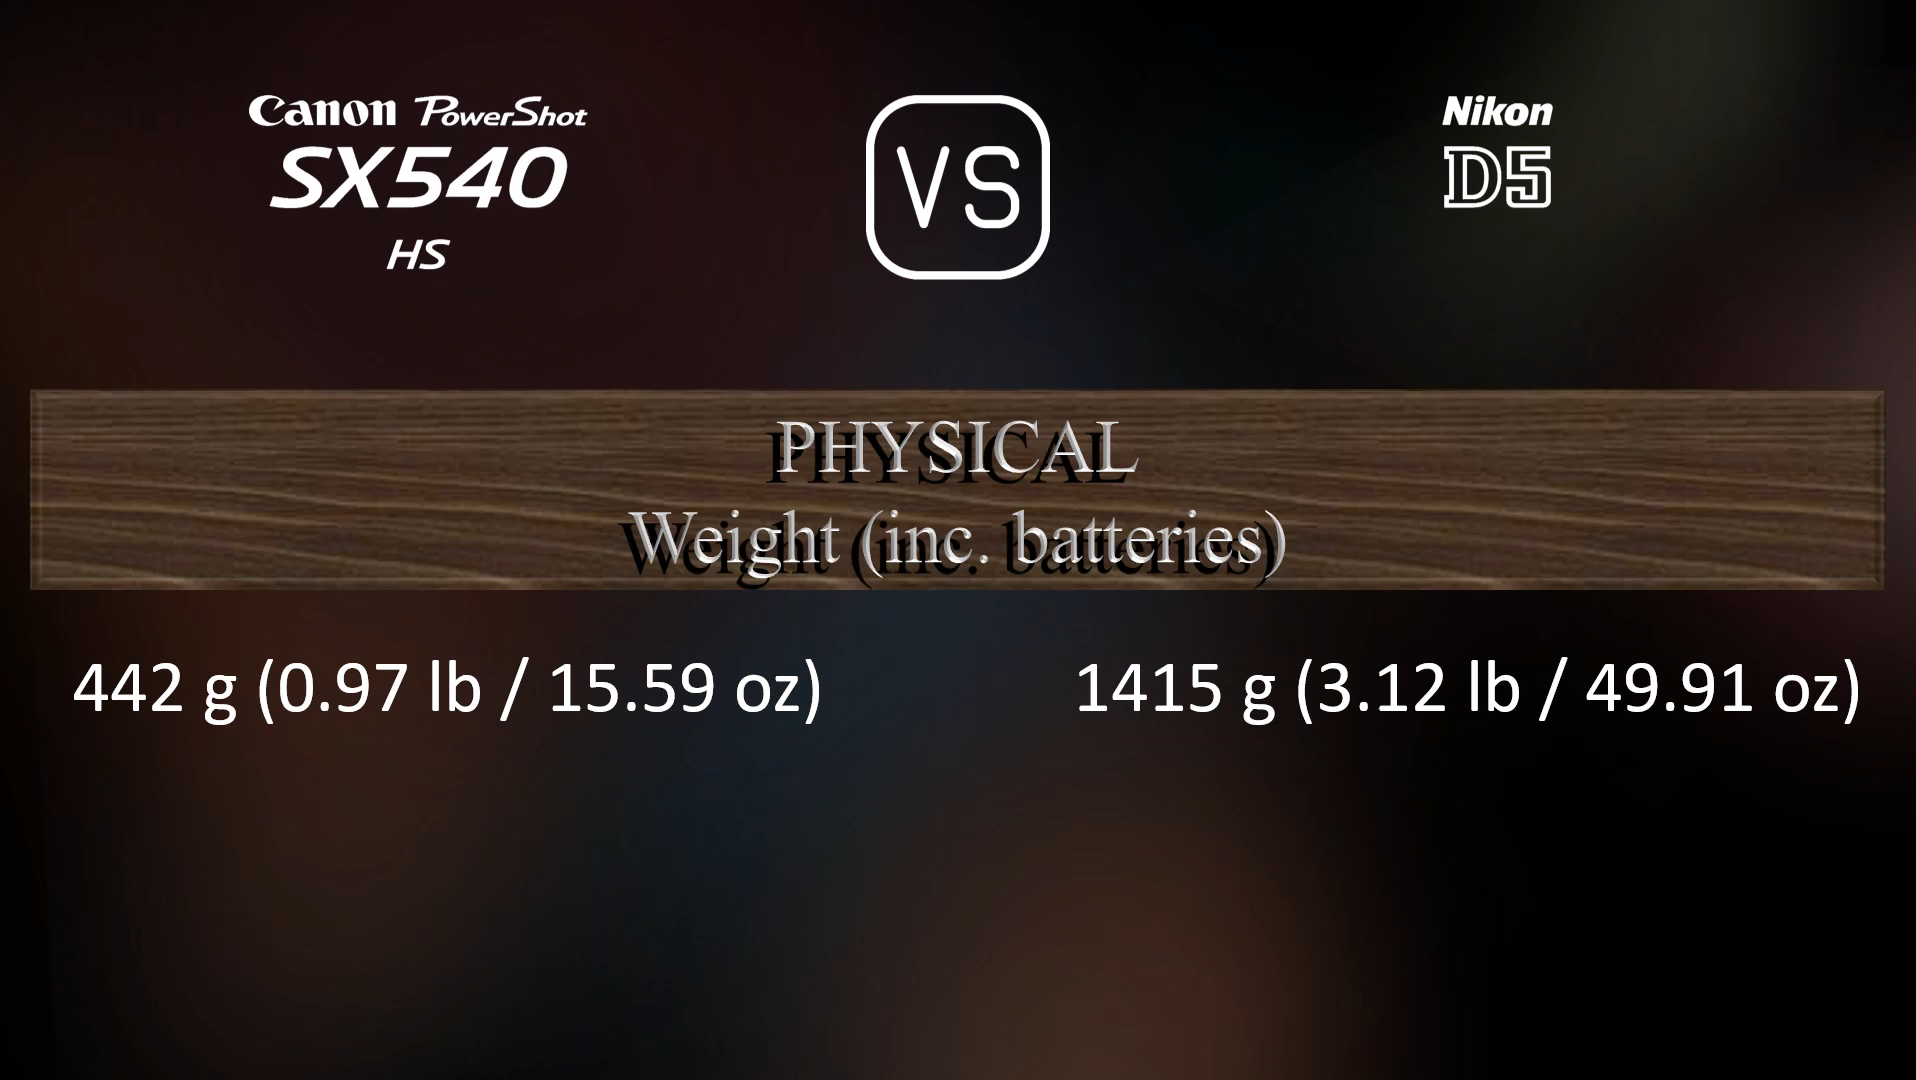 Canon PowerShot
SX540
HS
VS
Nikon
D5
PHYSICAL
Weight (inc. batteries)
442 g (0.97 lb / 15.59 oz)
1415 g (3.12 lb / 49.91 oz)